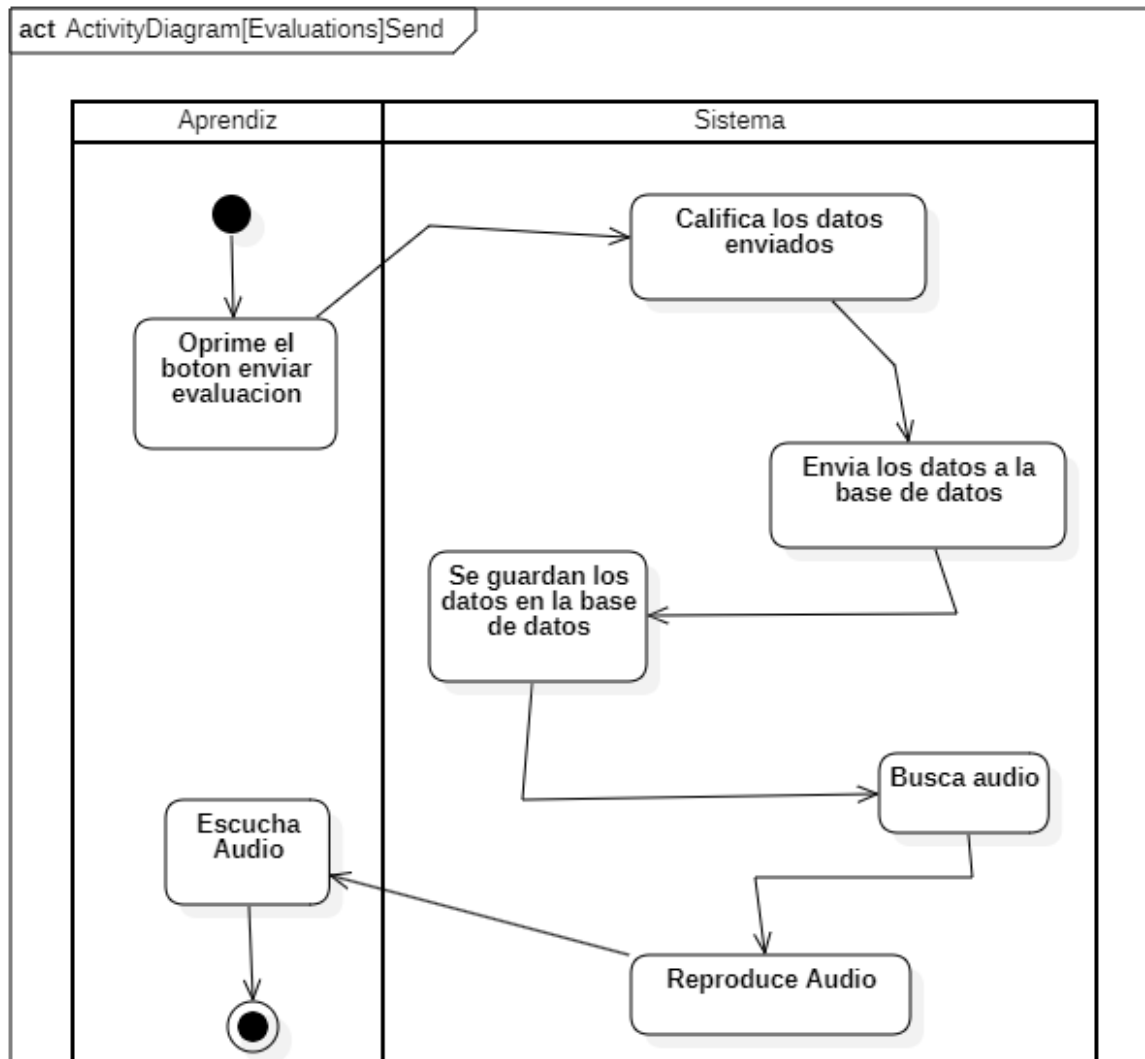 act ActivityDiagram[Evaluations]Send
Aprendiz
Sistema
Oprime el
boton enviar
evaluacion
Califica los datos
enviados
Envia los datos a la
base de datos
Se guardan los
datos en la base
de datos
Busca audio
Reproduce Audio
Escucha
Audio